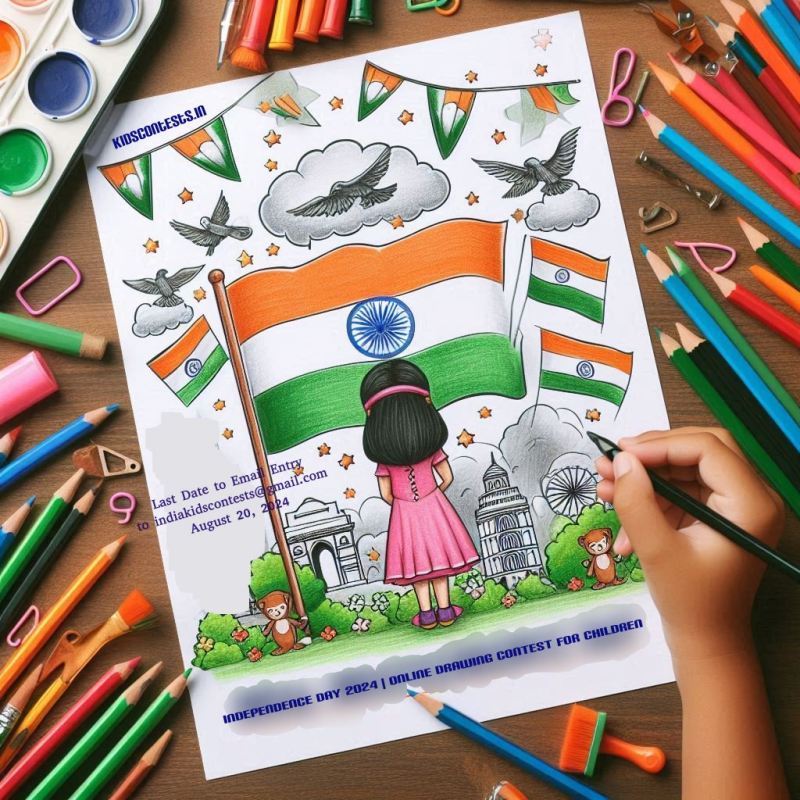 KIDSCONTESTS.IN
Last Date to Email Entry
to indiakidscontests@gmail.com
August 20, 2024
INDEPENDENCE DAY 2024 | ONLINE DRAWING CONTEST FOR CHILDREN